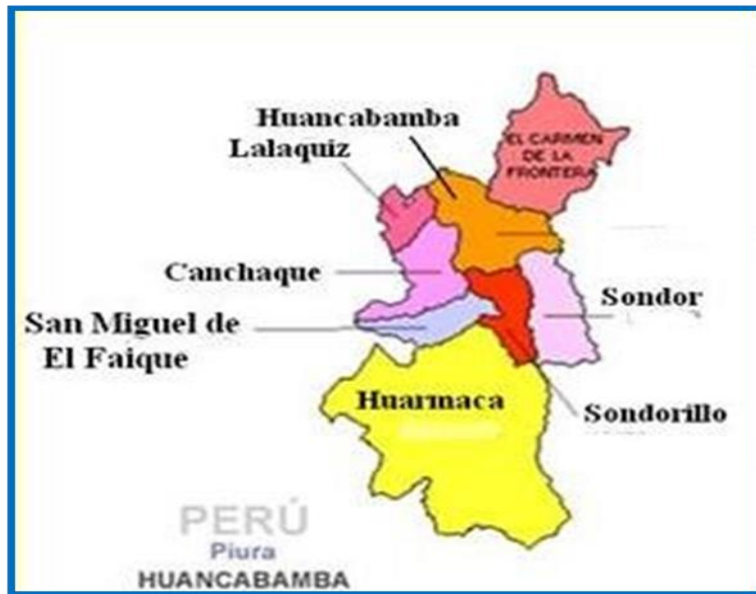 Huancabamba
Lalaquiz
EL CARMEN
DE LA
FRONTERA
Canchaque
San Miguel de
El Faique
Sondor
Huarmaca
Sondorillo
PERÚ
Piura
HUANCABAMBA